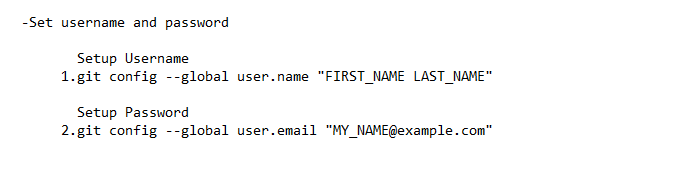 -Set username and password
Setup Username
1.git config --global user.name "FIRST_NAME LAST_NAME"
Setup Password
2.git config --global user.email "MY_NAME@example.com"